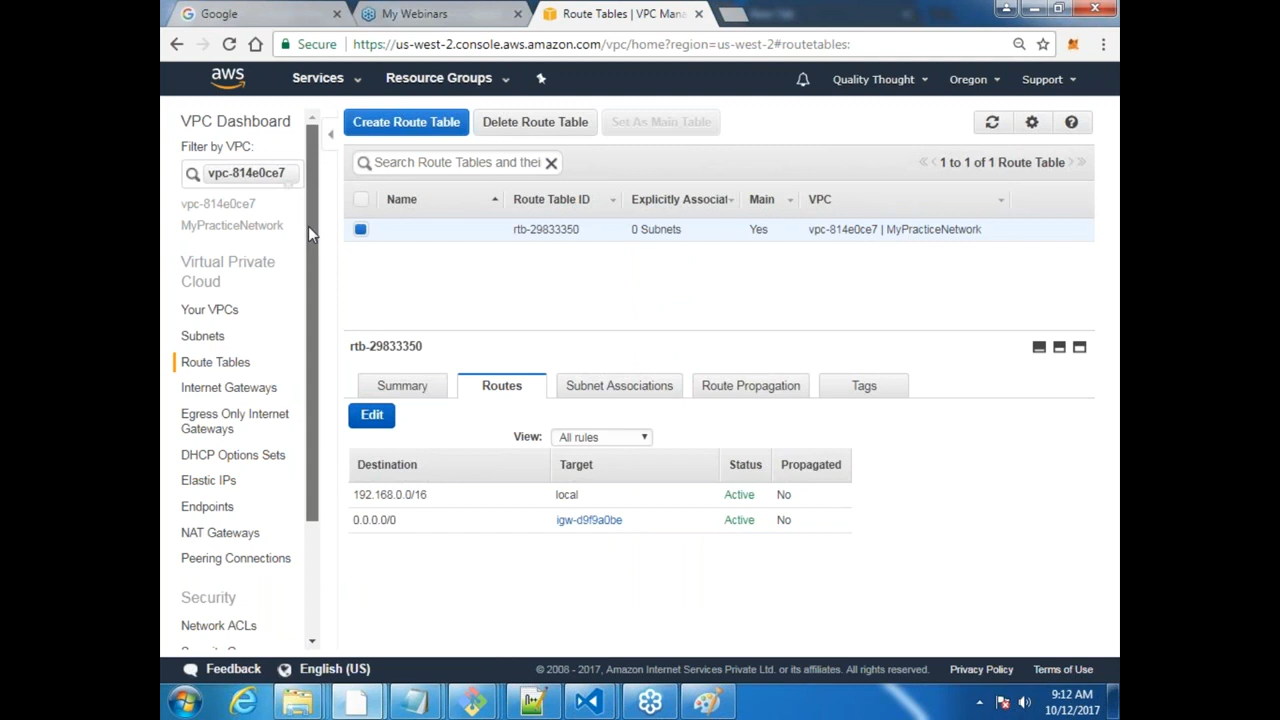 Google
My Webinars
Route Tables | VPC Mana
Secure
https://us-west-2.console.aws.amazon.com/vpc/home?region=us-west-2#routetables:
aws
Services
Resource Groups
Quality Thought
Oregon
Support
VPC Dashboard
Filter by VPC:
vpc-814e0ce7
vpc-814e0ce7
MyPracticeNetwork
Virtual Private
Cloud
Your VPCs
Subnets
Route Tables
Internet Gateways
Egress Only Internet
Gateways
DHCP Options Sets
Elastic IPs
Endpoints
NAT Gateways
Peering Connections
Security
Network ACLs
Create Route Table
Delete Route Table
Set As Main Table
Search Route Tables and thei
1 to 1 of 1 Route Table
Name Route Table ID Explicitly Associat Main VPC
rtb-29833350 0 Subnets Yes vpc-814e0ce7 | MyPracticeNetwork
rtb-29833350
Summary Routes Subnet Associations Route Propagation Tags
Edit
View: All rules
Destination Target Status Propagated
192.168.0.0/16 local Active No
0.0.0.0/0 igw-d9f9a0be Active No
Feedback
English (US)
© 2008 - 2017, Amazon Internet Services Private Ltd. or its affiliates. All rights reserved.
Privacy Policy
Terms of Use
9:12 AM
10/12/2017